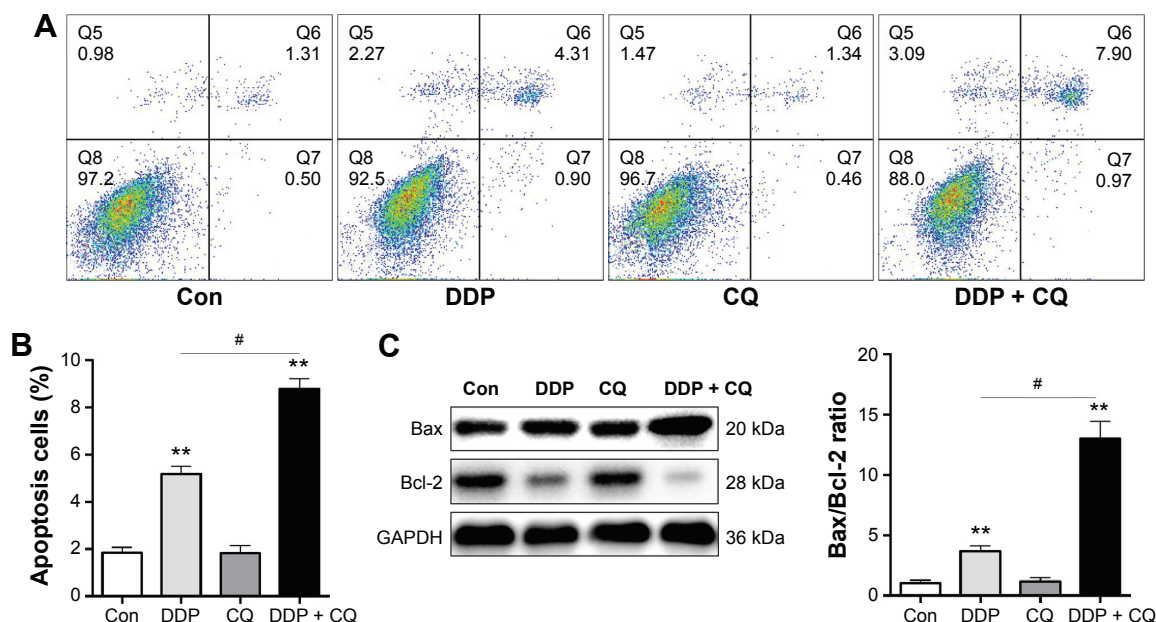 A
Q5 Q6
0.98 1.31
Q8 Q7
97.2 0.50
Con
Q5 Q6
2.27 4.31
Q8 Q7
92.5 0.90
DDP
Q5 Q6
1.47 1.34
Q8 Q7
96.7 0.46
CQ
Q5 Q6
3.09 7.90
Q8 Q7
88.0 0.97
DDP + CQ
B
Apoptosis cells (%)
10
8
6
4
2
0
#
**
**
Con DDP CQ DDP + CQ
C
Con DDP CQ DDP + CQ
Bax 20 kDa
Bcl-2 28 kDa
GAPDH 36 kDa
Bax/Bcl-2 ratio
20
15
10
5
0
#
**
**
Con DDP CQ DDP + CQ